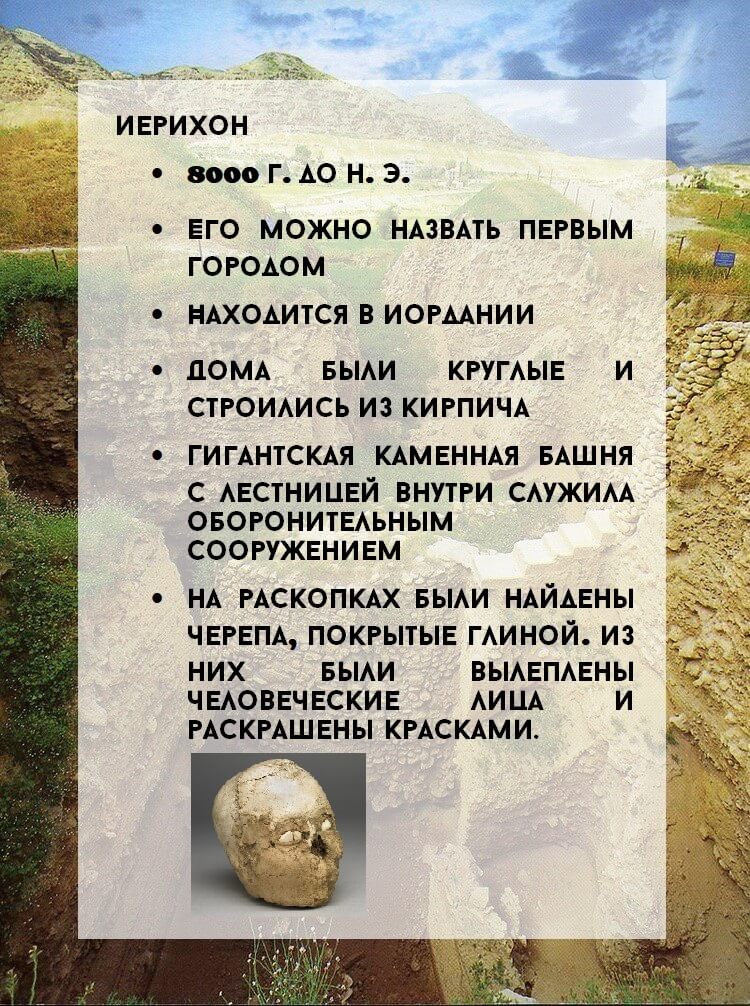 ИЕРИХОН
• 8000 Г. ДО Н. Э.
• ЕГО МОЖНО НАЗВАТЬ ПЕРВЫМ
ГОРОДОМ
• НАХОДИТСЯ В ИОРДАНИИ
• ДОМА БЫЛИ КРУГЛЫЕ И
СТРОИЛИСЬ ИЗ КИРПИЧА
• ГИГАНТСКАЯ КАМЕННАЯ БАШНЯ
С ЛЕСТНИЦЕЙ ВНУТРИ СЛУЖИЛА
ОБОРОНИТЕЛЬНЫМ
СООРУЖЕНИЕМ
• НА РАСКОПКАХ БЫЛИ НАЙДЕНЫ
ЧЕРЕПА, ПОКРЫТЫЕ ГЛИНОЙ. ИЗ
НИХ БЫЛИ ВЫЛЕПЛЕНЫ
ЧЕЛОВЕЧЕСКИЕ ЛИЦА И
РАСКРАШЕНЫ КРАСКАМИ.